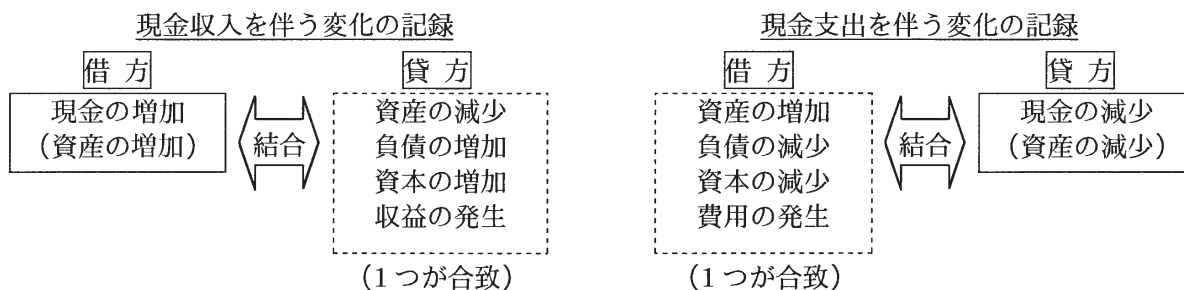 現金収入を伴う変化の記録
借 方
貸 方
現金の増加
(資産の増加)
結合
資産の減少
負債の増加
資本の増加
収益の発生
(1つが合致)
現金支出を伴う変化の記録
借 方
貸 方
資産の増加
負債の減少
資本の減少
費用の発生
(1つが合致)
結合
現金の減少
(資産の減少)